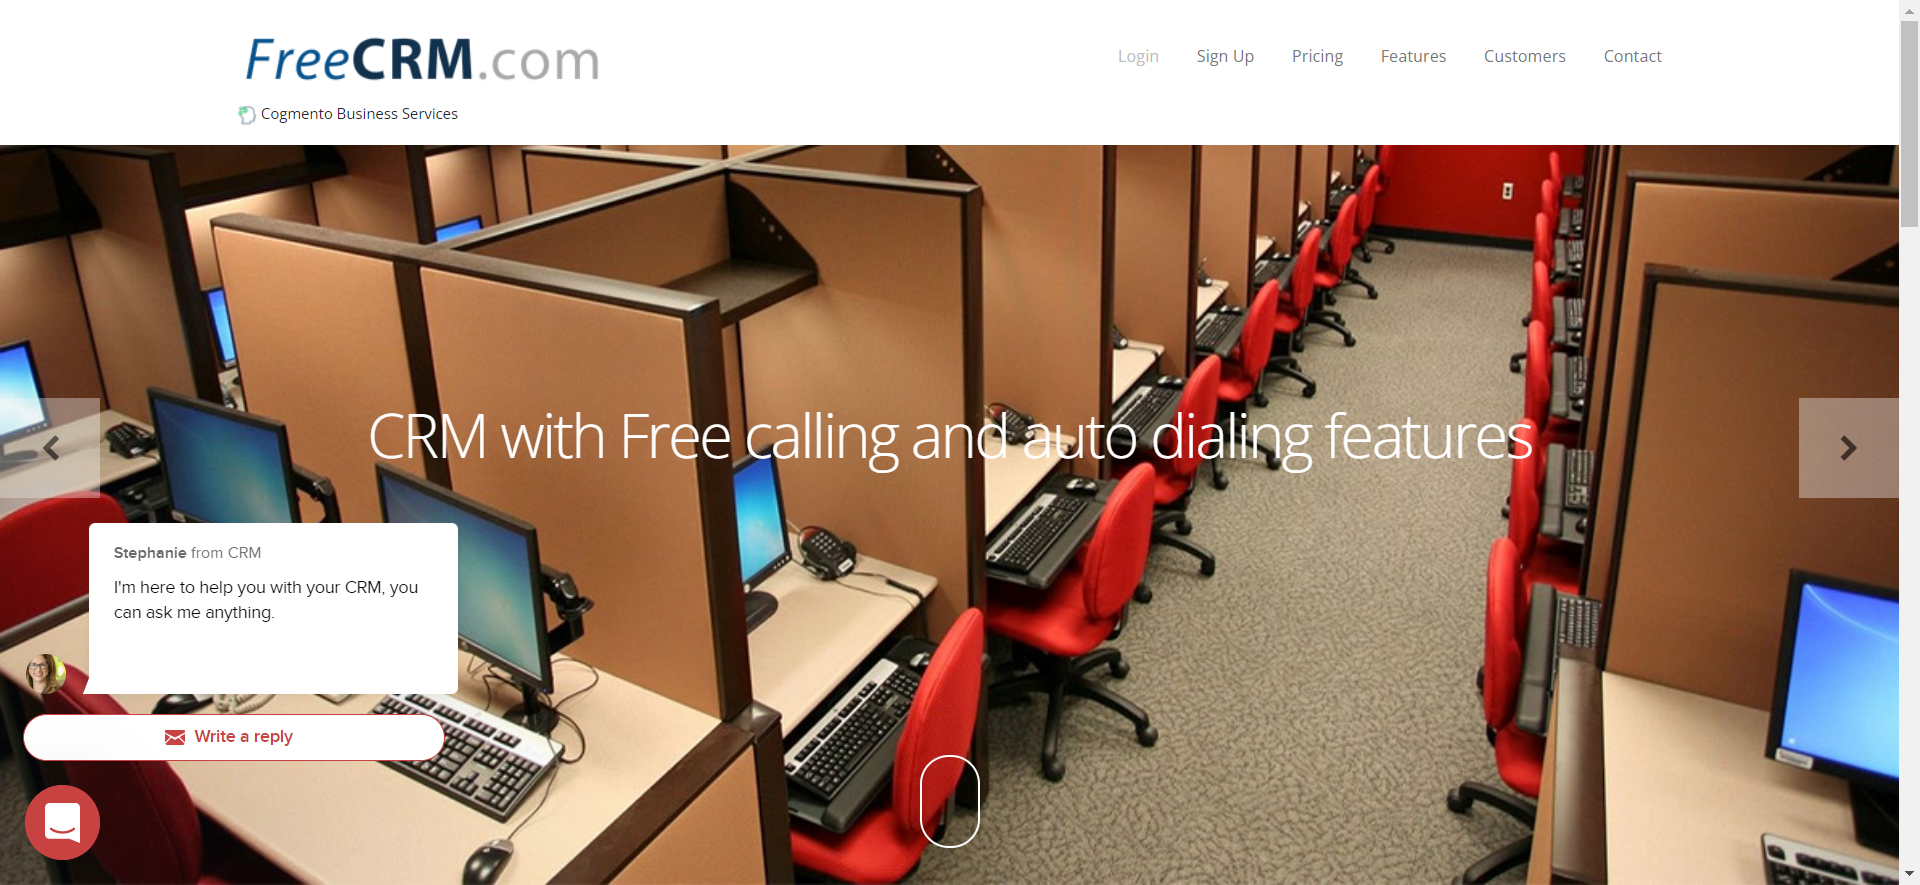 FreeCRM.com
Login Sign Up Pricing Features Customers Contact
Cogmento Business Services
CRM with Free calling and auto dialing features
Stephanie from CRM
I'm here to help you with your CRM, you
can ask me anything.
Write a reply